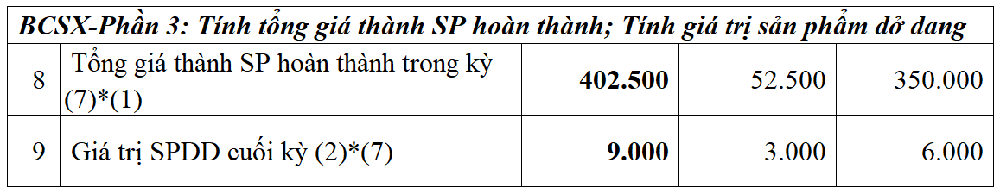 BCSX-Phần 3: Tính tổng giá thành SP hoàn thành; Tính giá trị sản phẩm dở dang
8 Tổng giá thành SP hoàn thành trong kỳ
(7)*(1) 402.500 52.500 350.000
9 Giá trị SPDD cuối kỳ (2)*(7) 9.000 3.000 6.000